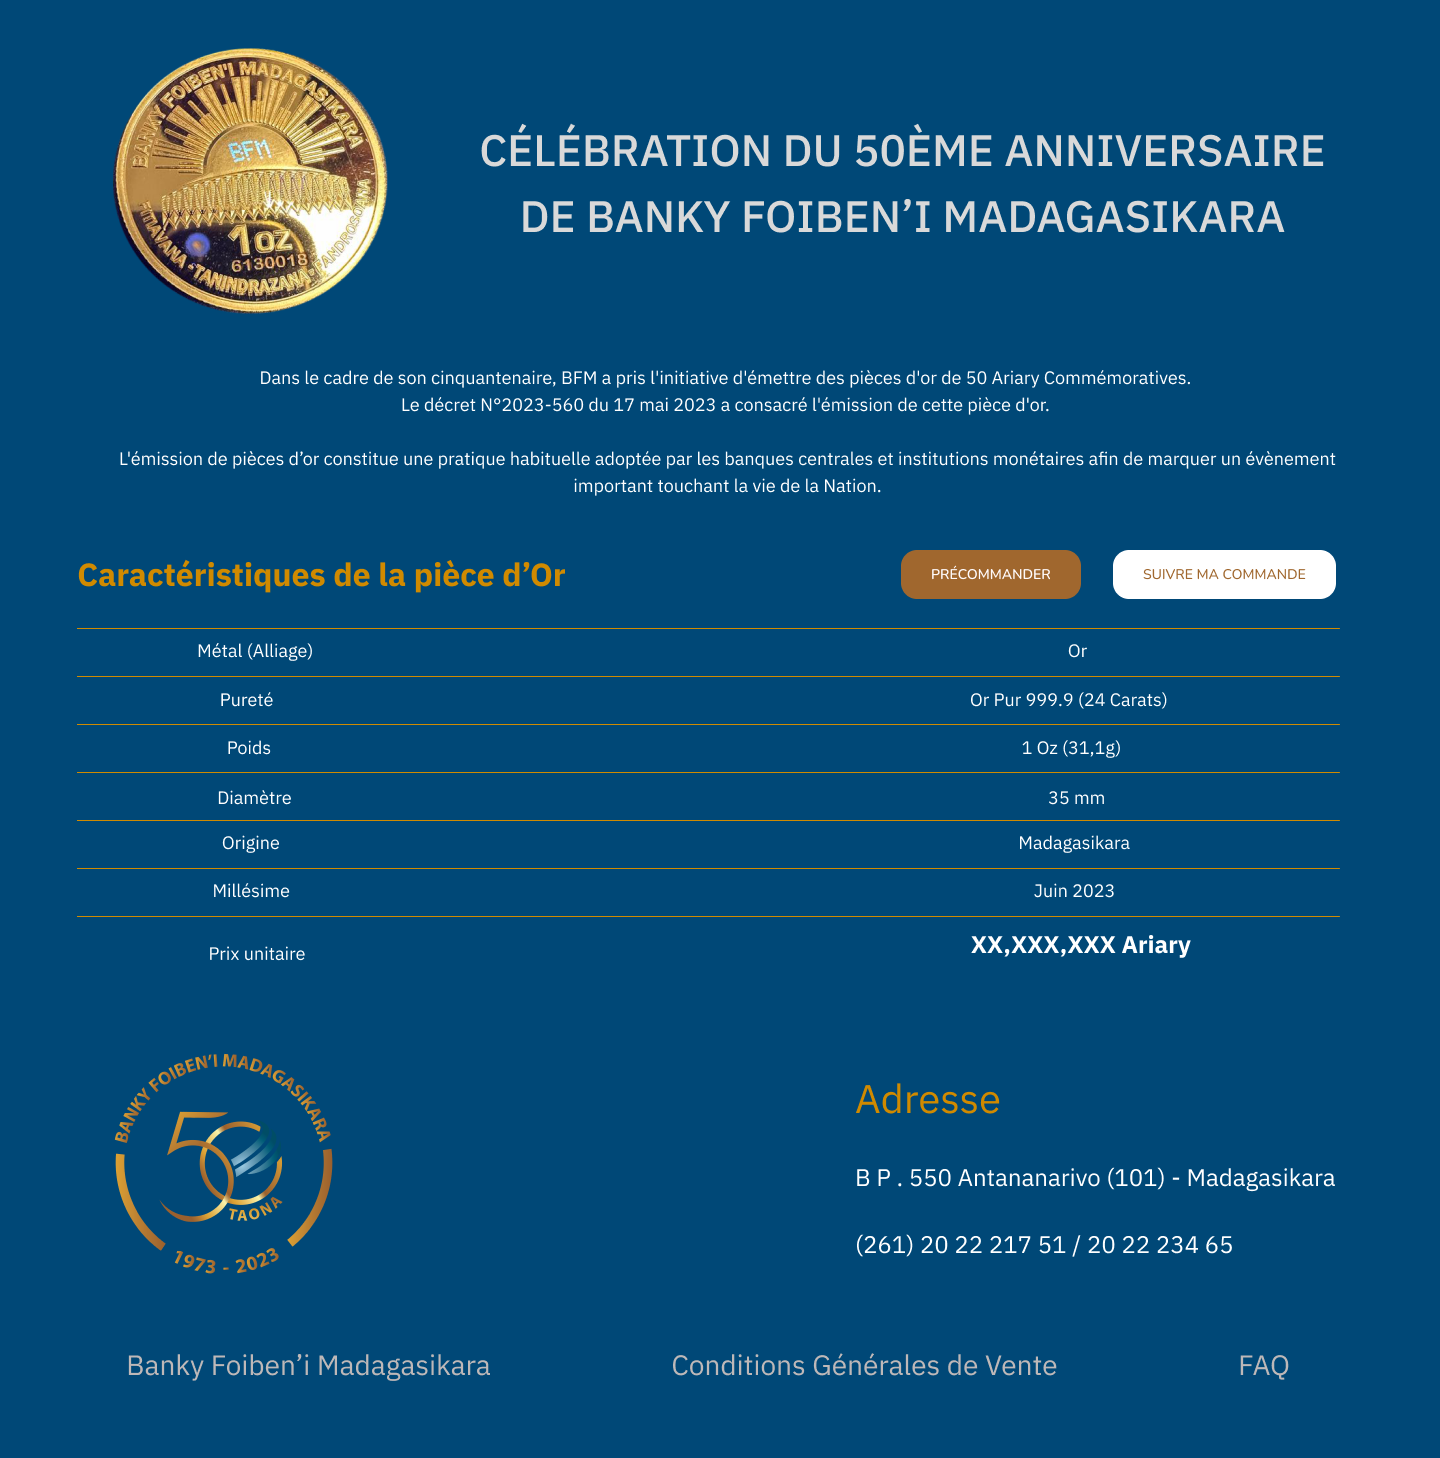 BANKY FOIBEN'I MADAGASIKARA
BFM
1 OZ
6130018
FITIAVANA - TANINDRAZANA - FANDROSOANA
CÉLÉBRATION DU 50ÈME ANNIVERSAIRE
DE BANKY FOIBEN’I MADAGASIKARA
Dans le cadre de son cinquantenaire, BFM a pris l'initiative d'émettre des pièces d'or de 50 Ariary Commémoratives.
Le décret N°2023-560 du 17 mai 2023 a consacré l'émission de cette pièce d'or.
L'émission de pièces d’or constitue une pratique habituelle adoptée par les banques centrales et institutions monétaires afin de marquer un évènement
important touchant la vie de la Nation.
Caractéristiques de la pièce d’Or
PRÉCOMMANDER
SUIVRE MA COMMANDE
Métal (Alliage) Or
Pureté Or Pur 999.9 (24 Carats)
Poids 1 Oz (31,1g)
Diamètre 35 mm
Origine Madagasikara
Millésime Juin 2023
Prix unitaire XX,XXX,XXX Ariary
BANKY FOIBEN’I MADAGASIKARA
50
TAONA
1973 - 2023
Adresse
B P . 550 Antananarivo (101) - Madagasikara
(261) 20 22 217 51 / 20 22 234 65
Banky Foiben’i Madagasikara
Conditions Générales de Vente
FAQ